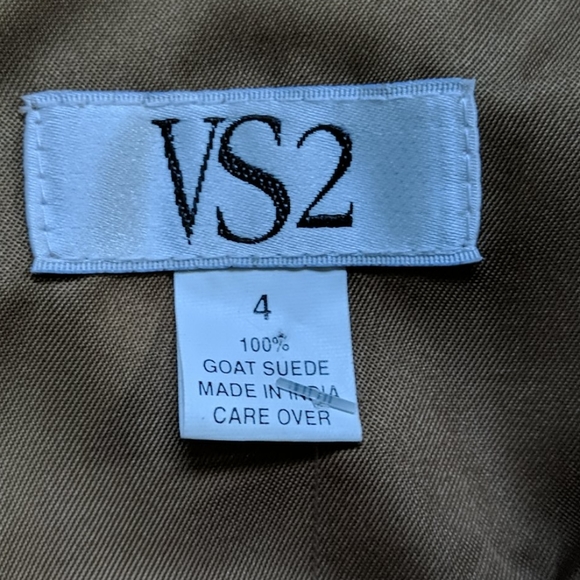 VS2
4
100%
GOAT SUEDE
MADE IN INDIA
CARE OVER